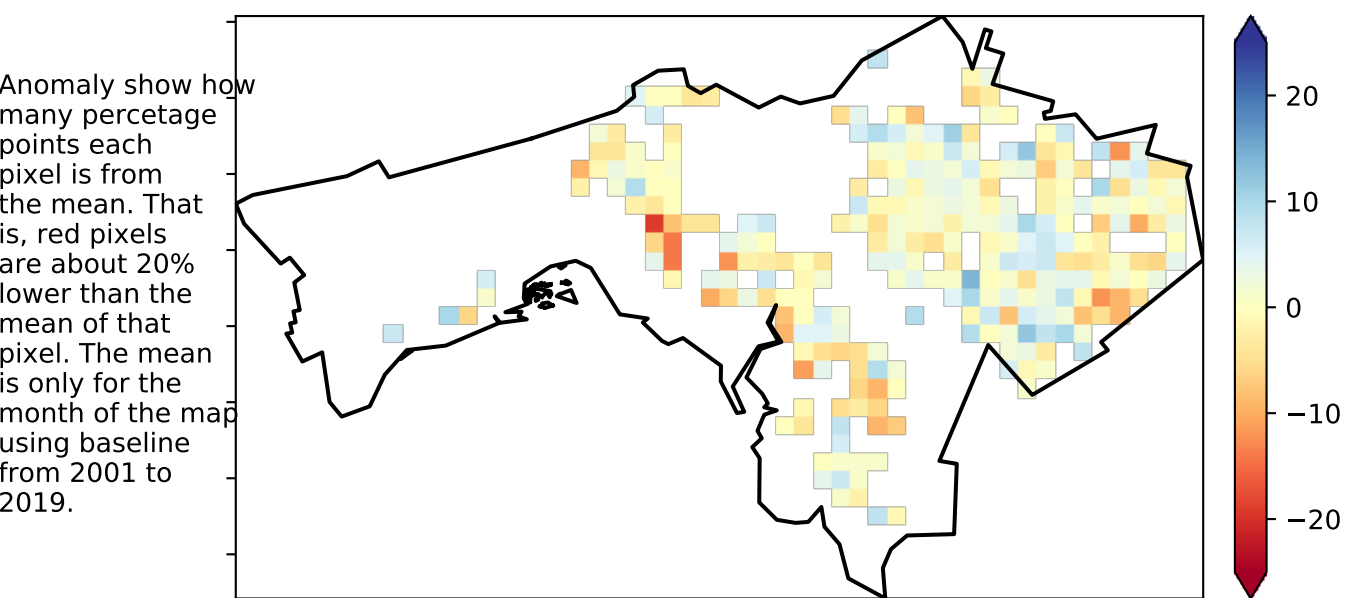 Anomaly show how
many percetage
points each
pixel is from
the mean. That
is, red pixels
are about 20%
lower than the
mean of that
pixel. The mean
is only for the
month of the map
using baseline
from 2001 to
2019.
20
10
0
−10
−20